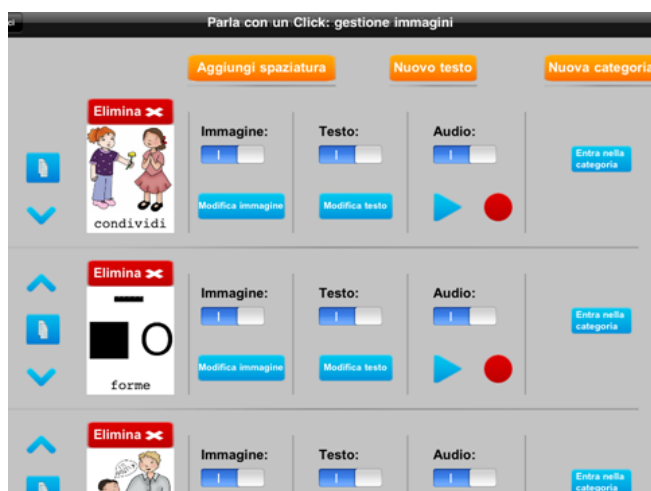 Parla con un Click: gestione immagini
Aggiungi spaziatura
Nuovo testo
Nuova categoria
Elimina
Immagine:
Testo:
Audio:
Entra nella
categoria
Modifica immagine
Modifica testo
condividi
Elimina
Immagine:
Testo:
Audio:
Entra nella
categoria
Modifica immagine
Modifica testo
forme
Elimina
Immagine:
Testo:
Audio:
Entra nella
categoria